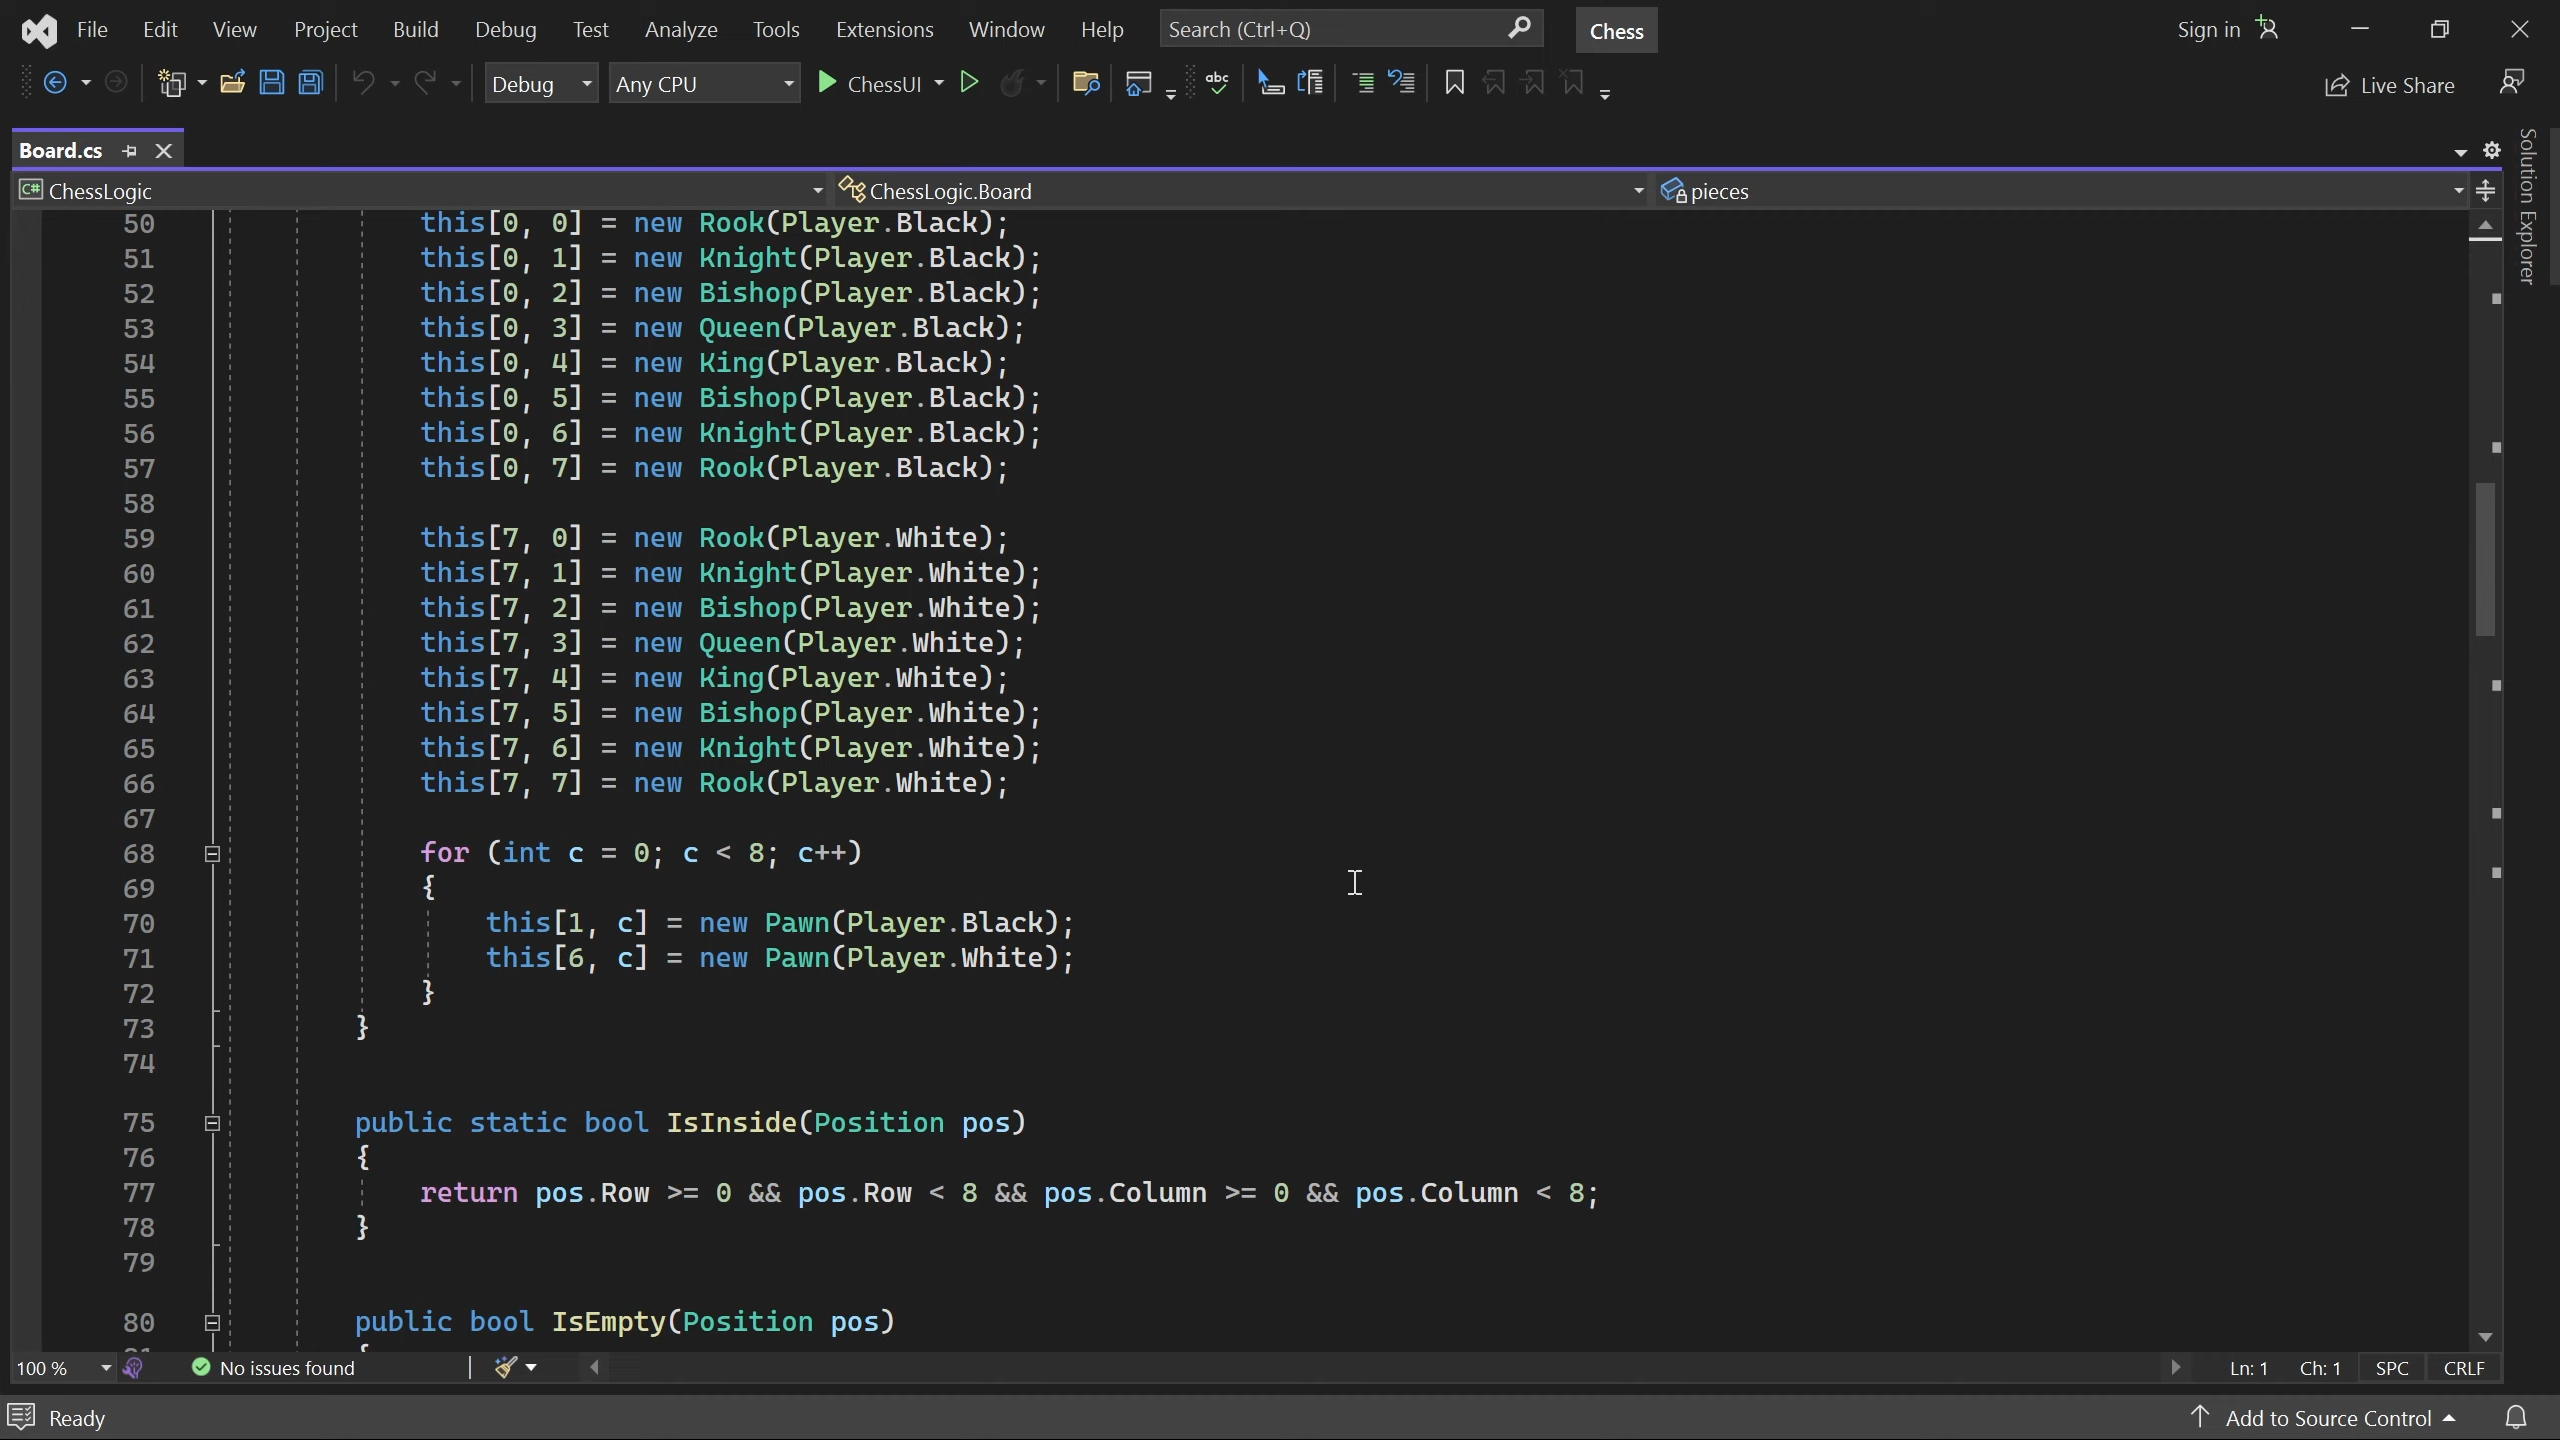 File Edit View Project Build Debug Test Analyze Tools Extensions Window Help Search (Ctrl+Q) Chess Sign in
Debug Any CPU ChessUI abc Live Share
Board.cs
C# ChessLogic ChessLogic.Board pieces
Solution Explorer
50 this[0, 0] = new Rook(Player.Black);
51 this[0, 1] = new Knight(Player.Black);
52 this[0, 2] = new Bishop(Player.Black);
53 this[0, 3] = new Queen(Player.Black);
54 this[0, 4] = new King(Player.Black);
55 this[0, 5] = new Bishop(Player.Black);
56 this[0, 6] = new Knight(Player.Black);
57 this[0, 7] = new Rook(Player.Black);
58
59 this[7, 0] = new Rook(Player.White);
60 this[7, 1] = new Knight(Player.White);
61 this[7, 2] = new Bishop(Player.White);
62 this[7, 3] = new Queen(Player.White);
63 this[7, 4] = new King(Player.White);
64 this[7, 5] = new Bishop(Player.White);
65 this[7, 6] = new Knight(Player.White);
66 this[7, 7] = new Rook(Player.White);
67
68 for (int c = 0; c < 8; c++)
69 {
70 this[1, c] = new Pawn(Player.Black);
71 this[6, c] = new Pawn(Player.White);
72 }
73 }
74
75 public static bool IsInside(Position pos)
76 {
77 return pos.Row >= 0 && pos.Row < 8 && pos.Column >= 0 && pos.Column < 8;
78 }
79
80 public bool IsEmpty(Position pos)
100 % No issues found Ln: 1 Ch: 1 SPC CRLF
Ready Add to Source Control